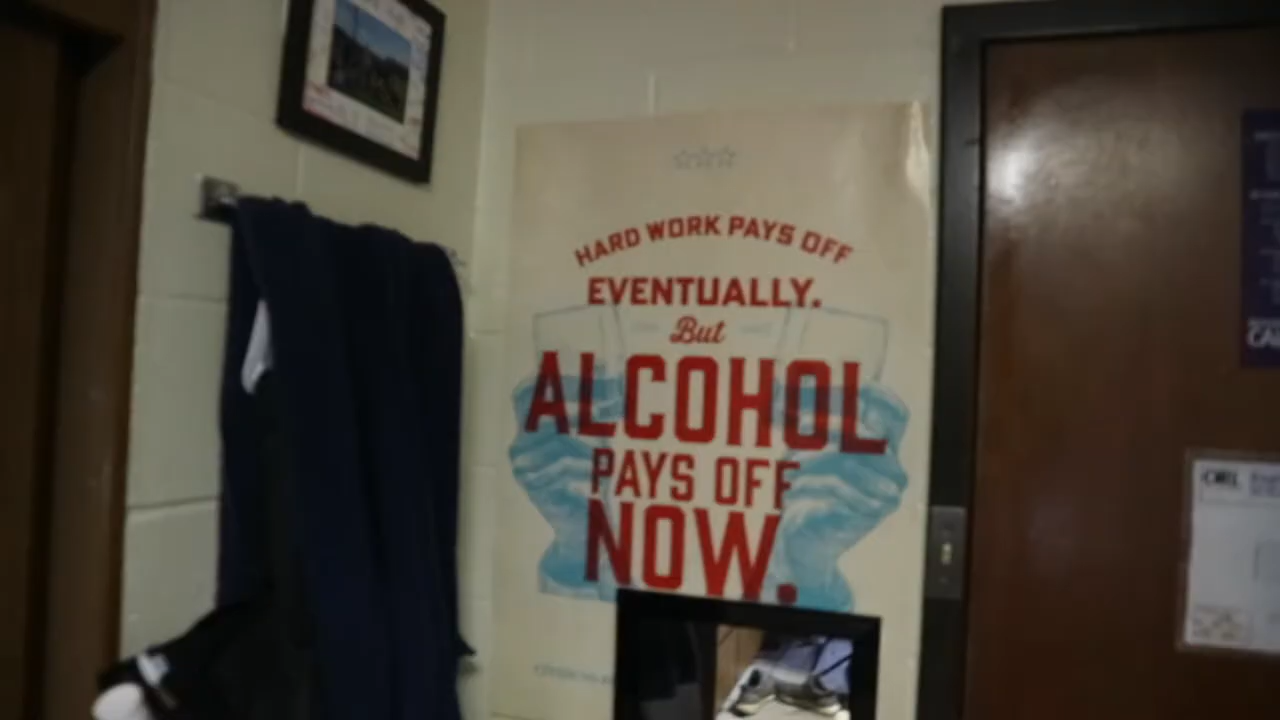 HARD WORK PAYS OFF
EVENTUALLY.
But
ALCOHOL
PAYS OFF
NOW.